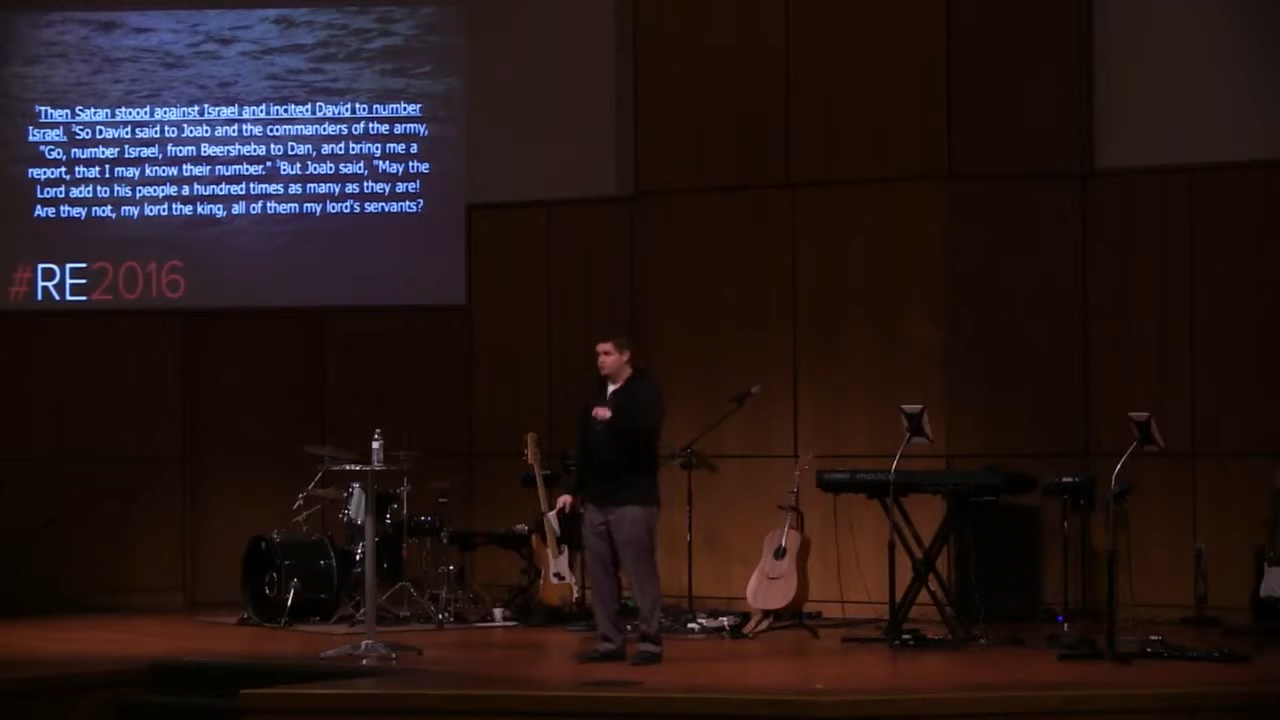 ¹Then Satan stood against Israel and incited David to number
Israel. ²So David said to Joab and the commanders of the army,
"Go, number Israel, from Beersheba to Dan, and bring me a
report, that I may know their number." ³But Joab said, "May the
Lord add to his people a hundred times as many as they are!
Are they not, my lord the king, all of them my lord's servants?
#RE2016